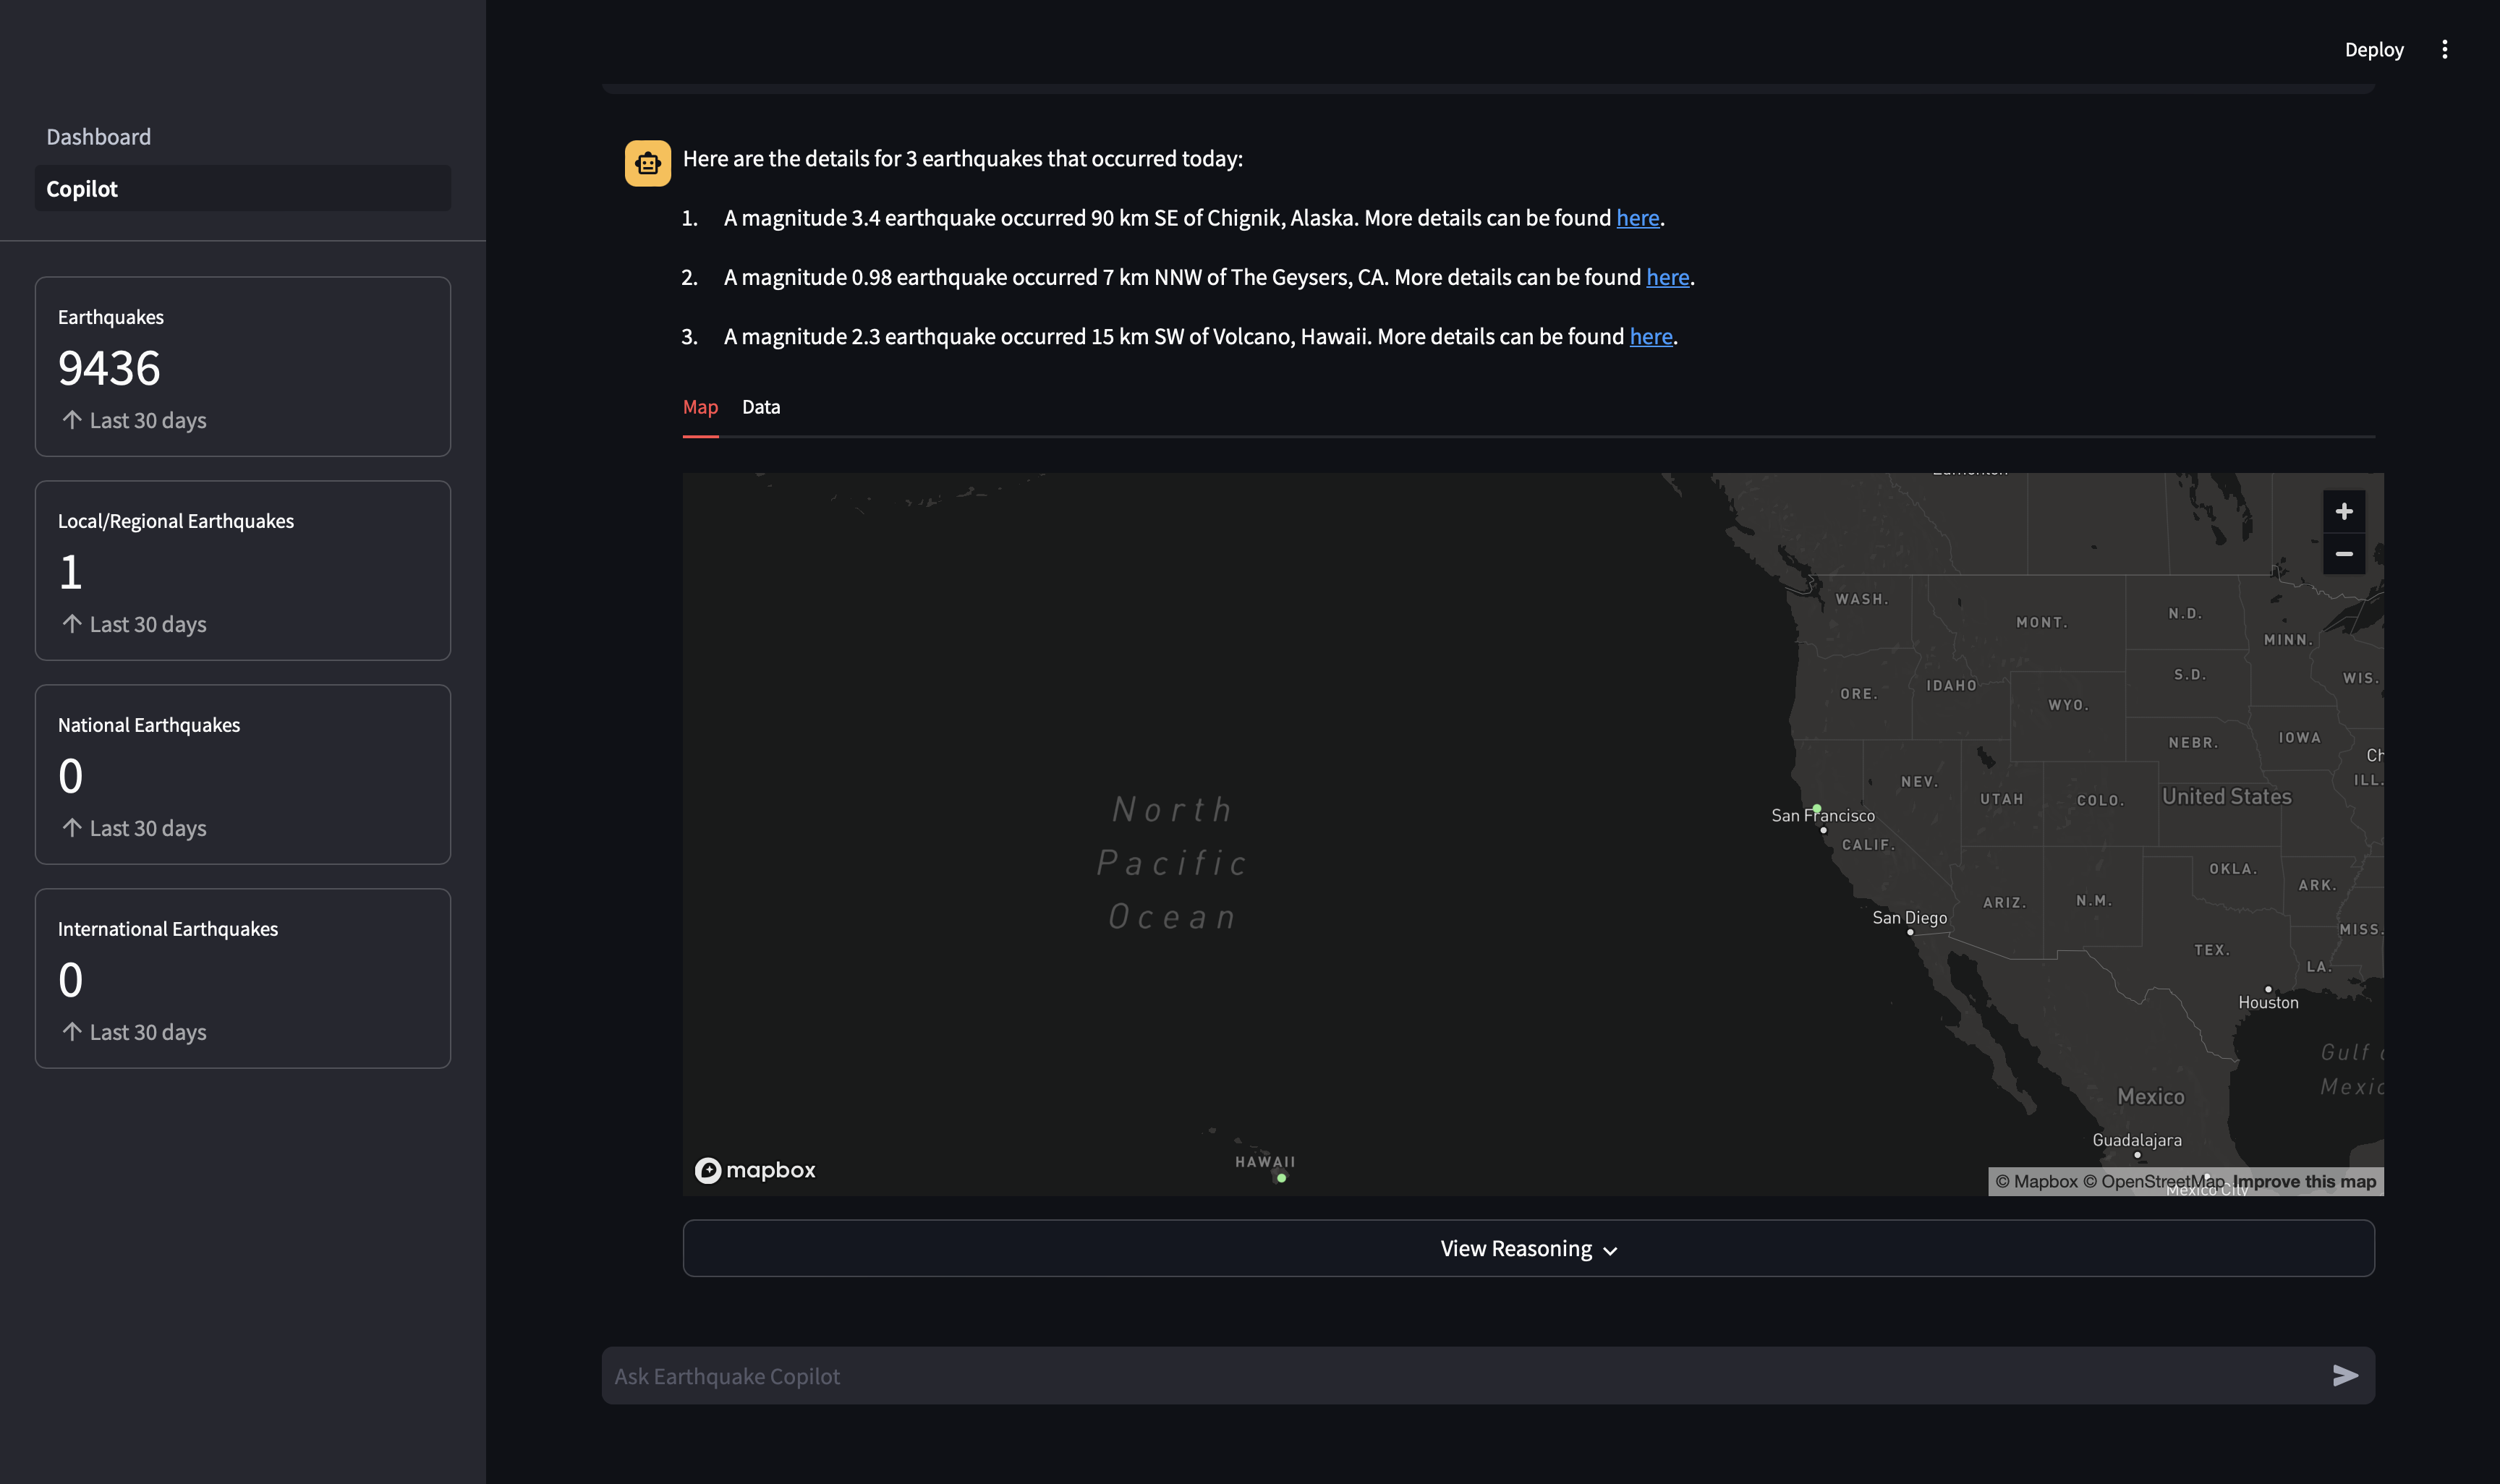 Deploy
Dashboard
Copilot
Earthquakes
9436
Last 30 days
Local/Regional Earthquakes
1
Last 30 days
National Earthquakes
0
Last 30 days
International Earthquakes
0
Last 30 days
Here are the details for 3 earthquakes that occurred today:
1. A magnitude 3.4 earthquake occurred 90 km SE of Chignik, Alaska. More details can be found here.
2. A magnitude 0.98 earthquake occurred 7 km NNW of The Geysers, CA. More details can be found here.
3. A magnitude 2.3 earthquake occurred 15 km SW of Volcano, Hawaii. More details can be found here.
Map Data
+
−
WASH.
MONT.
N.D.
MINN.
ORE.
IDAHO
S.D.
WIS.
WYO.
NEBR.
IOWA
Ch
NEV.
UTAH
COLO.
United States
ILL.
North
Pacific
Ocean
San Francisco
CALIF.
OKLA.
ARK.
ARIZ.
N.M.
San Diego
MISS.
TEX.
LA.
Houston
Gulf
Mexic
Mexico
Guadalajara
HAWAII
mapbox
© Mapbox © OpenStreetMap Improve this map
Mexico City
View Reasoning
Ask Earthquake Copilot